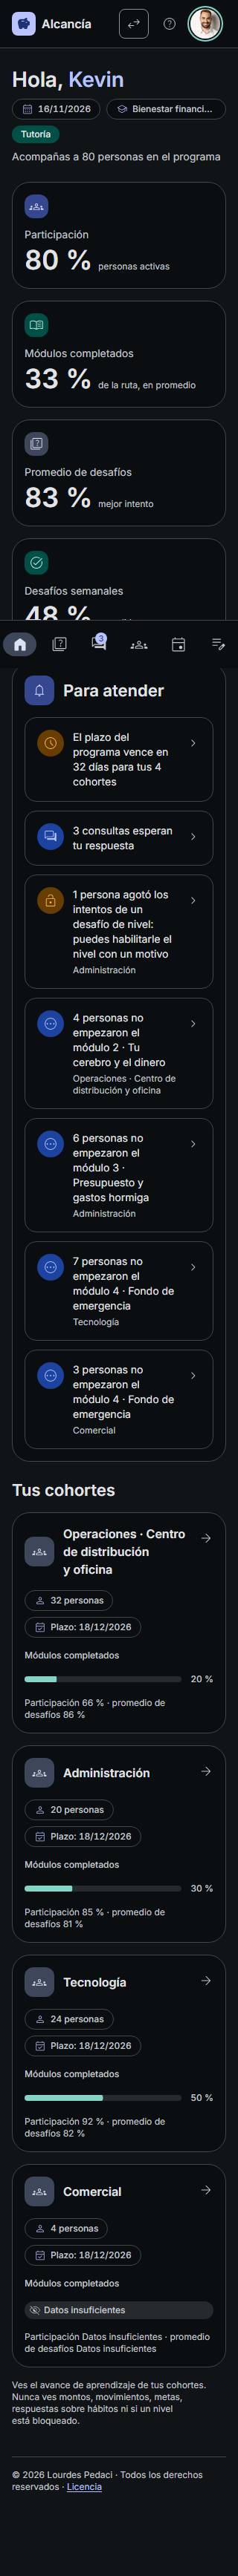 Alcancía
Hola, Kevin
16/11/2026
Bienestar financi...
Tutoría
Acompañas a 80 personas en el programa
Participación
80 % personas activas
Módulos completados
33 % de la ruta, en promedio
Promedio de desafíos
83 % mejor intento
Desafíos semanales
48 %
3
Para atender
El plazo del
programa vence en
32 días para tus 4
cohortes
3 consultas esperan
tu respuesta
1 persona agotó los
intentos de un
desafío de nivel:
puedes habilitarle el
nivel con un motivo
Administración
4 personas no
empezaron el
módulo 2 · Tu
cerebro y el dinero
Operaciones · Centro de
distribución y oficina
6 personas no
empezaron el
módulo 3 ·
Presupuesto y
gastos hormiga
Administración
7 personas no
empezaron el
módulo 4 · Fondo de
emergencia
Tecnología
3 personas no
empezaron el
módulo 4 · Fondo de
emergencia
Comercial
Tus cohortes
Operaciones · Centro
de distribución
y oficina
32 personas
Plazo: 18/12/2026
Módulos completados
20 %
Participación 66 % · promedio de
desafíos 86 %
Administración
20 personas
Plazo: 18/12/2026
Módulos completados
30 %
Participación 85 % · promedio de
desafíos 81 %
Tecnología
24 personas
Plazo: 18/12/2026
Módulos completados
50 %
Participación 92 % · promedio de
desafíos 82 %
Comercial
4 personas
Plazo: 18/12/2026
Módulos completados
Datos insuficientes
Participación Datos insuficientes · promedio
de desafíos Datos insuficientes
Ves el avance de aprendizaje de tus cohortes.
Nunca ves montos, movimientos, metas,
respuestas sobre hábitos ni si un nivel
está bloqueado.
© 2026 Lourdes Pedaci · Todos los derechos
reservados · Licencia